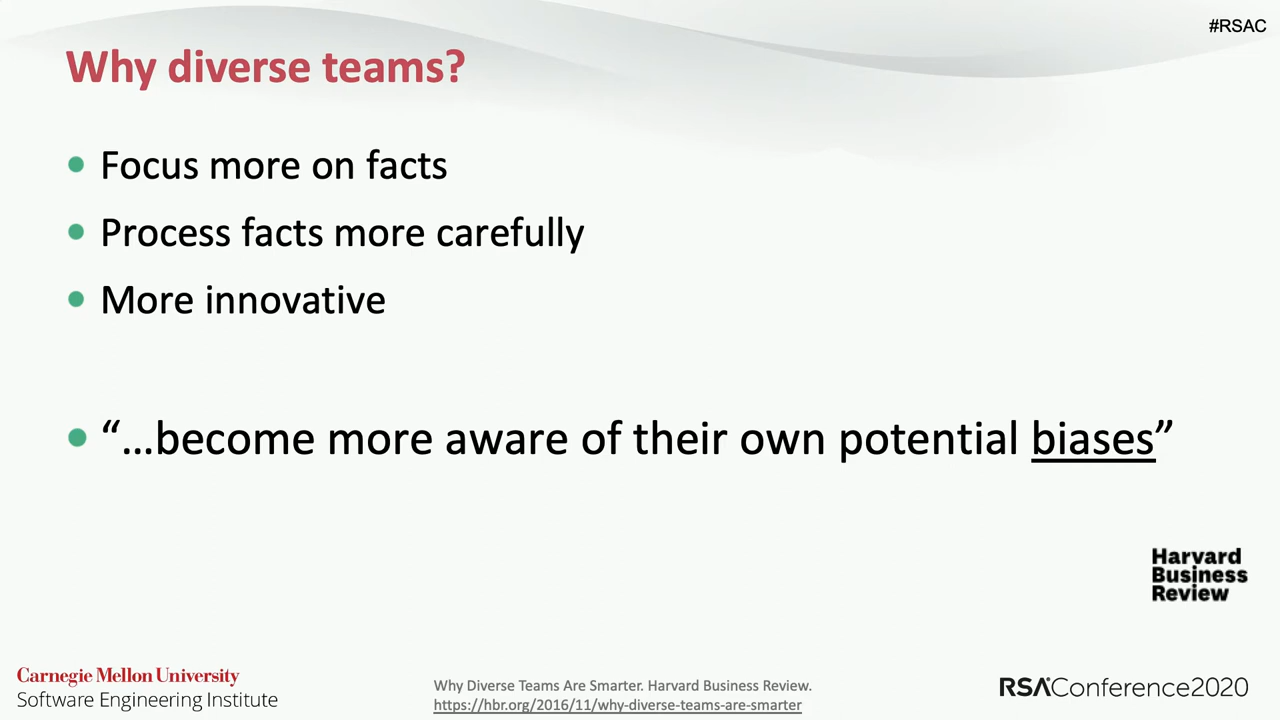 #RSAC
Why diverse teams?
• Focus more on facts
• Process facts more carefully
• More innovative
• “...become more aware of their own potential biases”
Harvard
Business
Review
Carnegie Mellon University
Software Engineering Institute
Why Diverse Teams Are Smarter. Harvard Business Review.
https://hbr.org/2016/11/why-diverse-teams-are-smarter
RSAConference2020